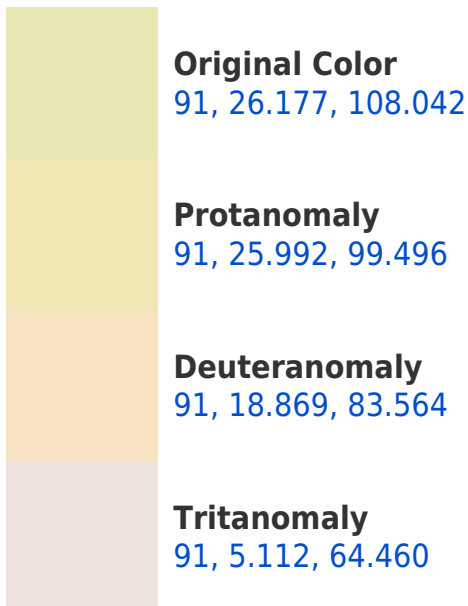 Original Color
91, 26.177, 108.042
Protanomaly
91, 25.992, 99.496
Deuteranomaly
91, 18.869, 83.564
Tritanomaly
91, 5.112, 64.460